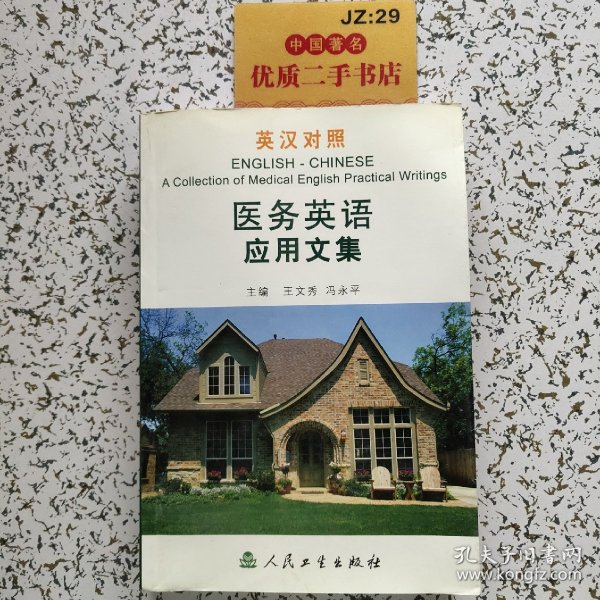 JZ:29
中国著名
优质二手书店
英汉对照
ENGLISH - CHINESE
A Collection of Medical English Practical Writings
医务英语
应用文集
主编 王文秀 冯永平
人民卫生出版社
孔夫子旧书网
www.kongfz.com